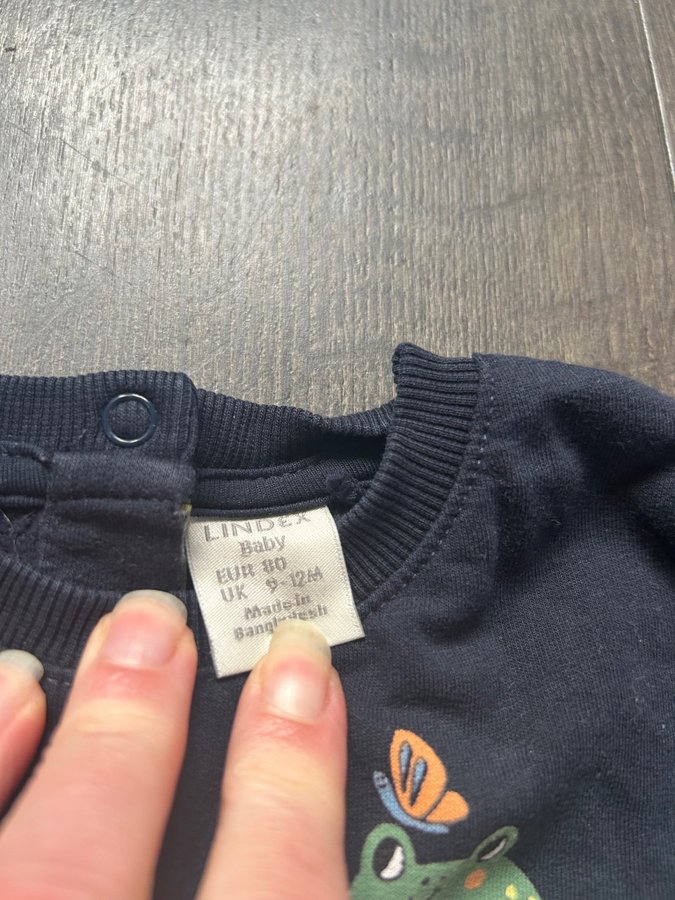 LINDEX
Baby
EUR 80
UK 9-12M
Made in
Bangladesh